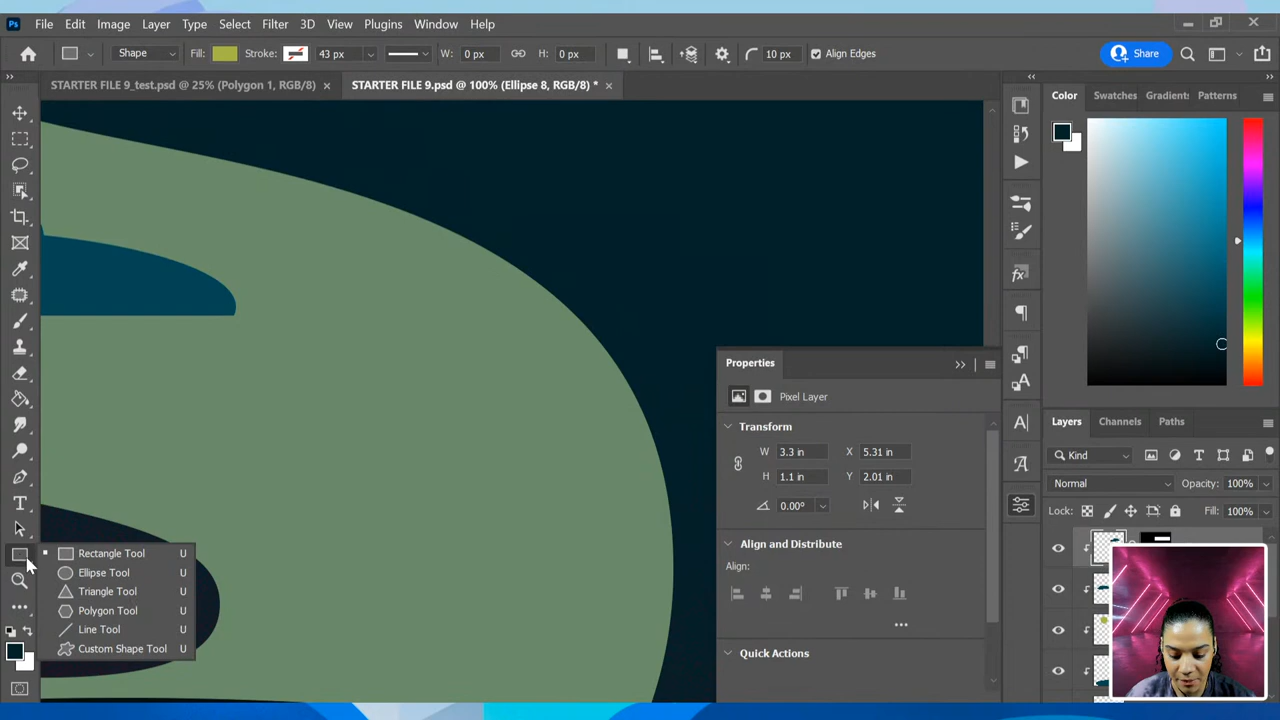 Ps File Edit Image Layer Type Select Filter 3D View Plugins Window Help
Shape Fill: Stroke: 43 px W: 0 px H: 0 px 10 px Align Edges Share
STARTER FILE 9_test.psd @ 25% (Polygon 1, RGB/8) × STARTER FILE 9.psd @ 100% (Ellipse 8, RGB/8) * ×
Color Swatches Gradient: Patterns
Properties
Pixel Layer
Transform
W 3.3 in X 5.31 in
H 1.1 in Y 2.01 in
0.00°
Align and Distribute
Align:
Quick Actions
Layers Channels Paths
Kind
Normal Opacity: 100%
Lock: Fill: 100%
Rectangle Tool U
Ellipse Tool U
Triangle Tool U
Polygon Tool U
Line Tool U
Custom Shape Tool U